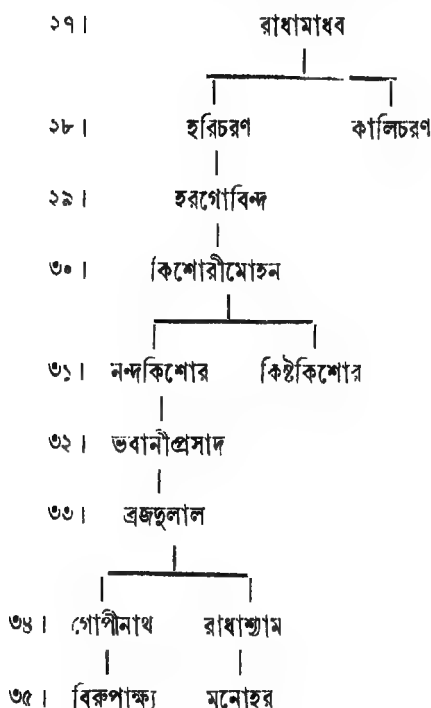 ২৭। রাধামাধব
২৮। হরিচরণ কালিচরণ
২৯। হরগোবিন্দ
৩০। কিশোরীমোহন
৩১। নন্দকিশোর কিষ্টকিশোর
৩২। ভবানীপ্রসাদ
৩৩। ব্রজদুলাল
৩৪। গোপীনাথ রাধাশ্যাম
৩৫। বিরুপাক্ষ্য মনোহর